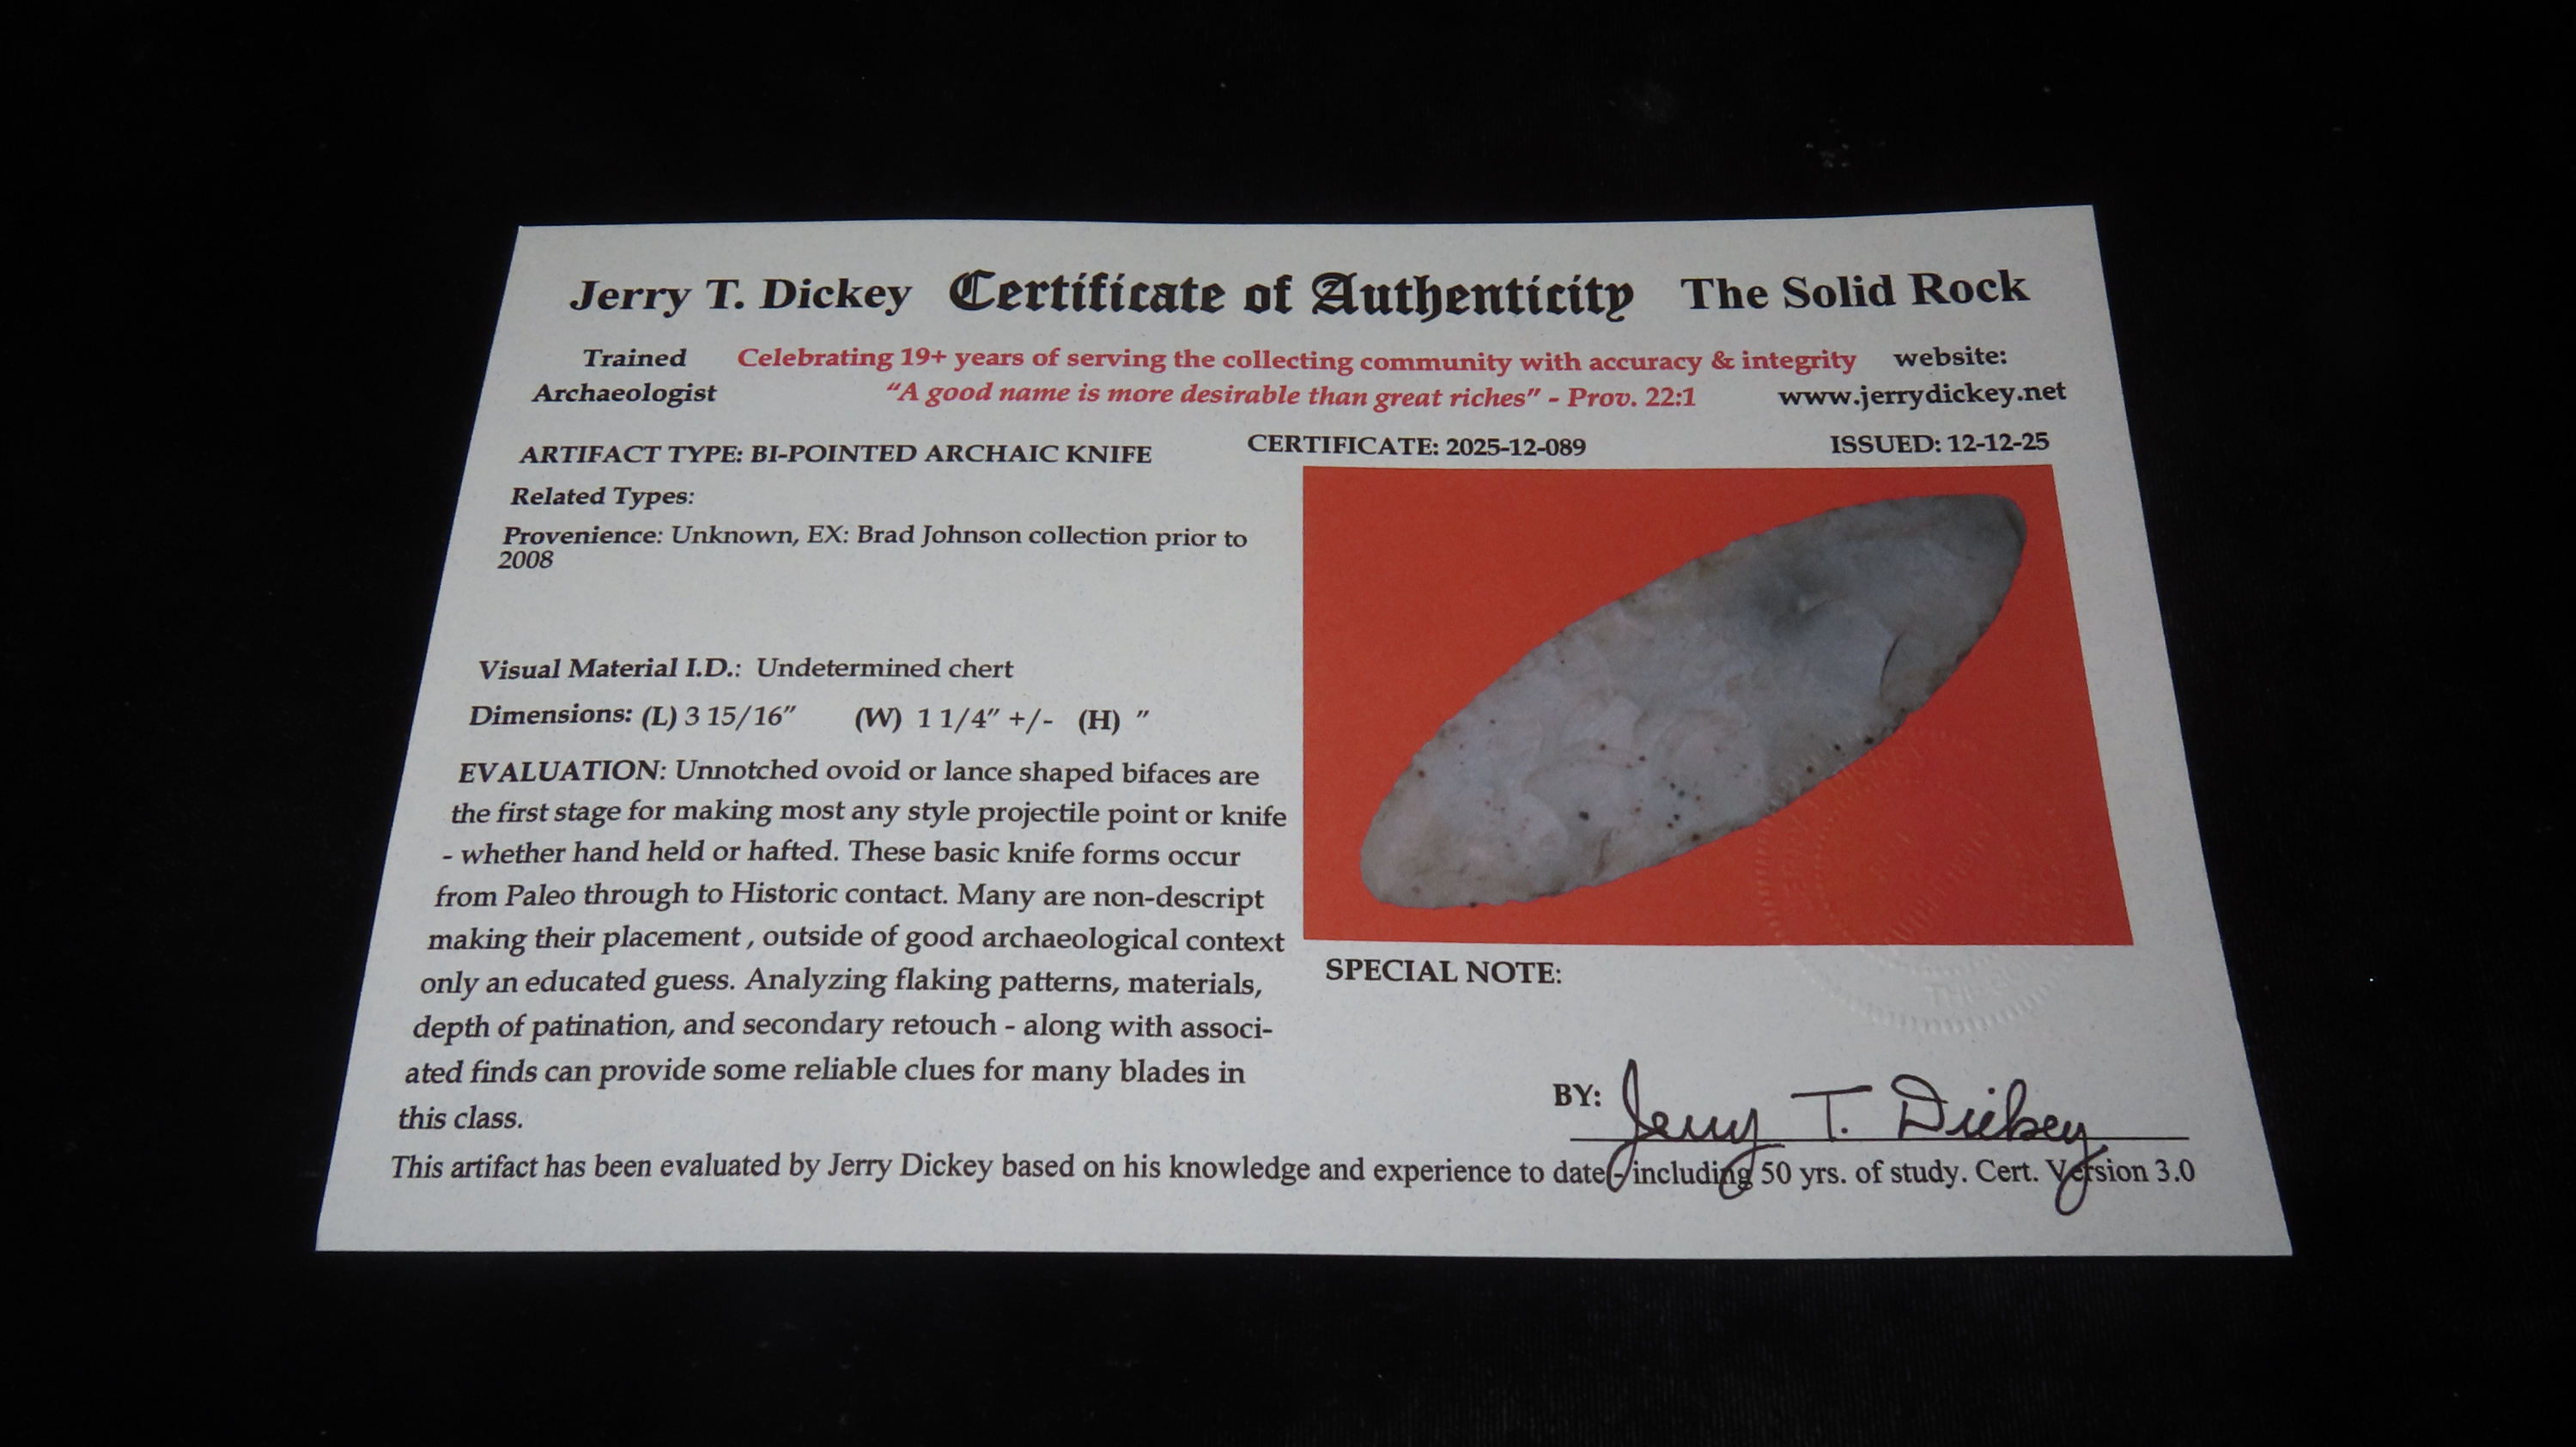 Jerry T. Dickey Certificate of Authenticity The Solid Rock
Trained Celebrating 19+ years of serving the collecting community with accuracy & integrity website:
Archaeologist "A good name is more desirable than great riches" - Prov. 22:1 www.jerrydickey.net
ARTIFACT TYPE: BI-POINTED ARCHAIC KNIFE
CERTIFICATE: 2025-12-089 ISSUED: 12-12-25
Related Types:
Provenience: Unknown, EX: Brad Johnson collection prior to
2008
Visual Material I.D.: Undetermined chert
Dimensions: (L) 3 15/16" (W) 1 1/4" +/- (H) "
EVALUATION: Unnotched ovoid or lance shaped bifaces are
the first stage for making most any style projectile point or knife
- whether hand held or hafted. These basic knife forms occur
from Paleo through to Historic contact. Many are non-descript
making their placement , outside of good archaeological context
only an educated guess. Analyzing flaking patterns, materials,
depth of patination, and secondary retouch - along with associ-
ated finds can provide some reliable clues for many blades in
this class.
SPECIAL NOTE:
BY: Jerry T. Dickey
This artifact has been evaluated by Jerry Dickey based on his knowledge and experience to date - including 50 yrs. of study. Cert. Version 3.0